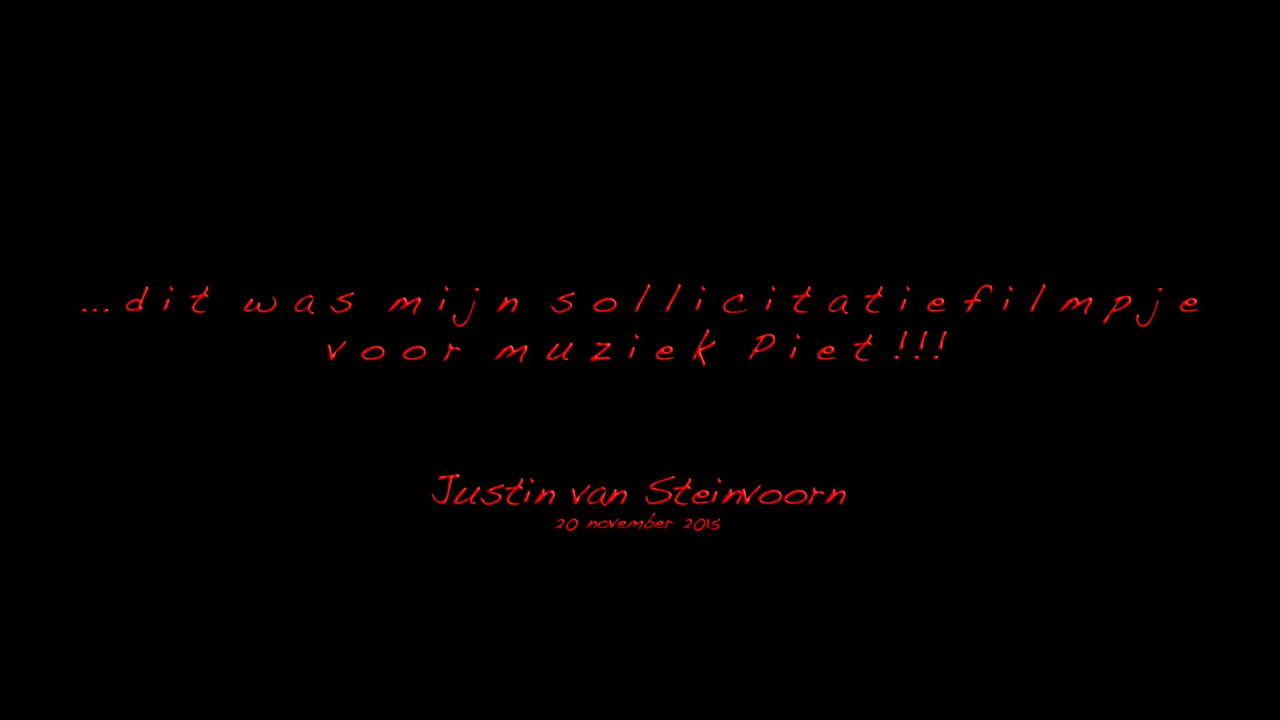 ...dit was mijn sollicitatiefilmpje
voor muziek Piet!!!
Justin van Steinvoorn
20 november 2015